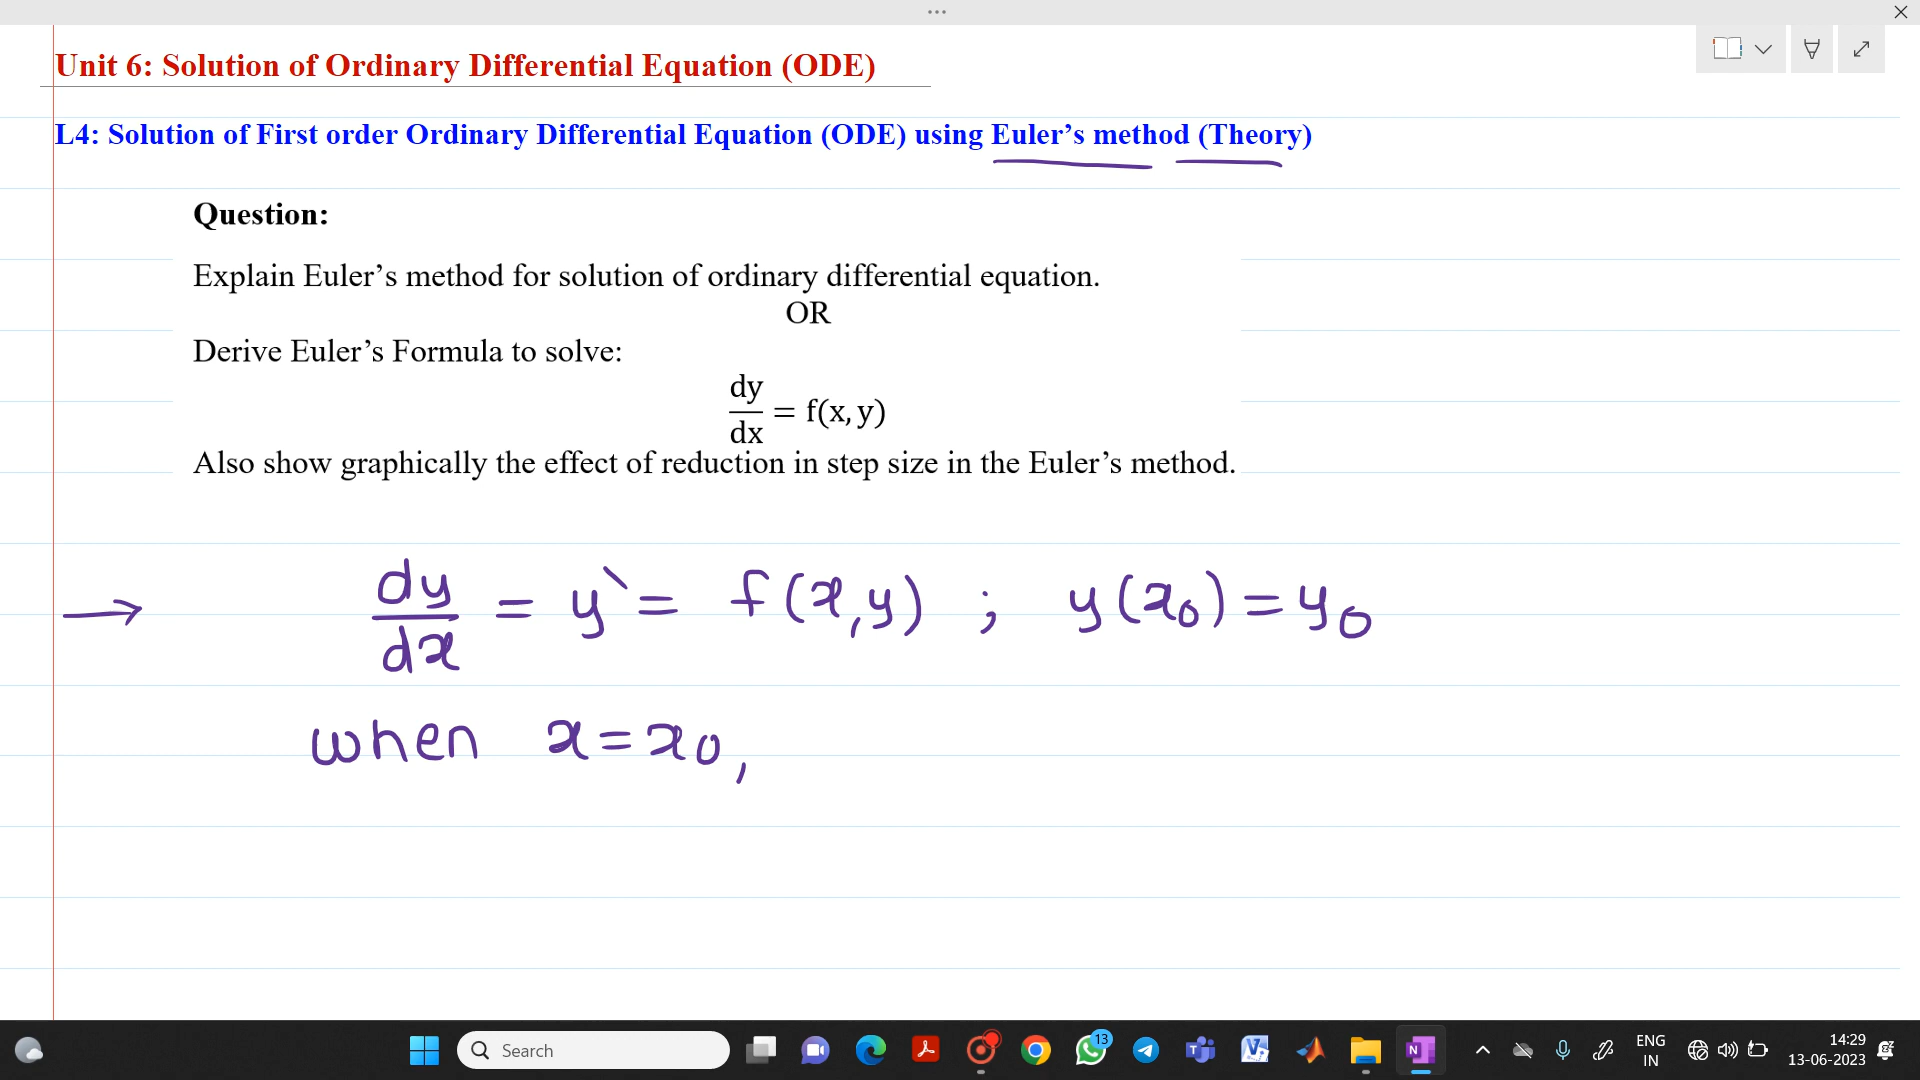 Unit 6: Solution of Ordinary Differential Equation (ODE)
L4: Solution of First order Ordinary Differential Equation (ODE) using Euler’s method (Theory)
Question:
Explain Euler’s method for solution of ordinary differential equation.
OR
Derive Euler’s Formula to solve:
dy/dx = f(x, y)
Also show graphically the effect of reduction in step size in the Euler’s method.
→ dy/dx = y` = f(x,y) ; y(x₀) = y₀
when x = x₀,
Search
13
ENG
IN
14:29
13-06-2023